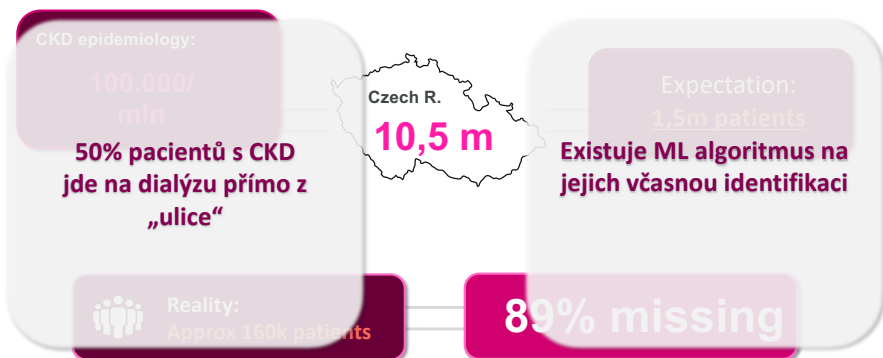 CKD epidemiology:
100.000/
mln
50% pacientů s CKD
jde na dialýzu přímo z
„ulice“
Czech R.
10,5 m
Expectation:
1,5m patients
Existuje ML algoritmus na
jejich včasnou identifikaci
Reality:
Approx 160k patients
89% missing